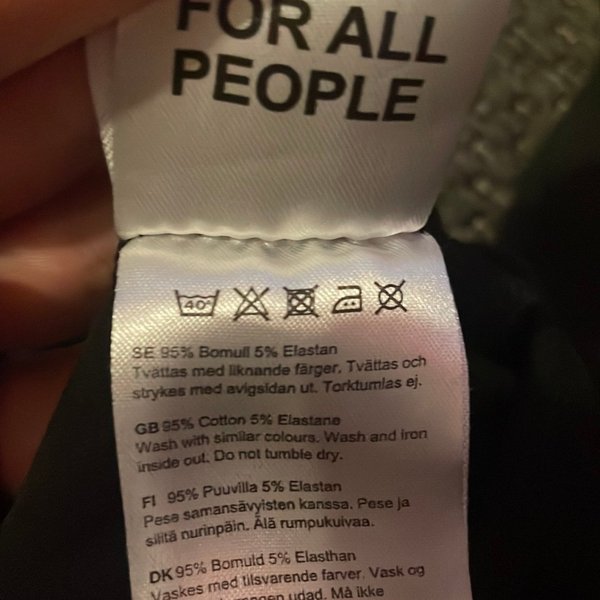 FOR ALL
PEOPLE
40°
SE 95% Bomull 5% Elastan
Tvättas med liknande färger. Tvättas och
strykes med avigsidan ut. Torktumlas ej.
GB 95% Cotton 5% Elastane
Wash with similar colours. Wash and iron
inside out. Do not tumble dry.
FI 95% Puuvilla 5% Elastan
Pese samansävyisten kanssa. Pese ja
silitä nurinpäin. Älä rumpukuivaa.
DK 95% Bomuld 5% Elasthan
Vaskes med tilsvarende farver. Vask og
udad. Må ikke